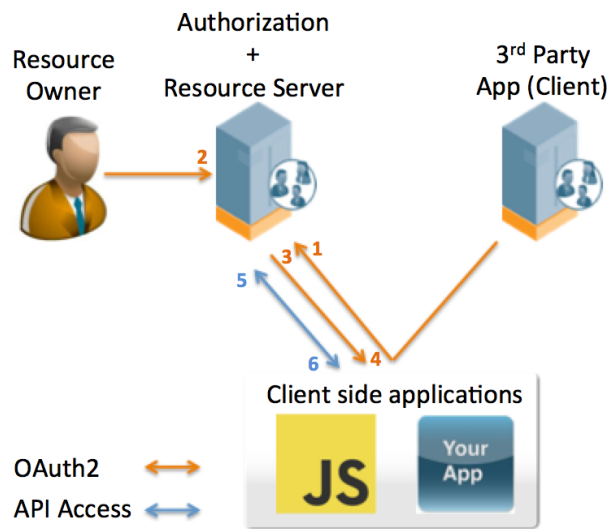 Authorization
+
Resource Server
Resource
Owner
3rd Party
App (Client)
2
3
1
5
6
4
Client side applications
JS
Your
App
OAuth2
API Access